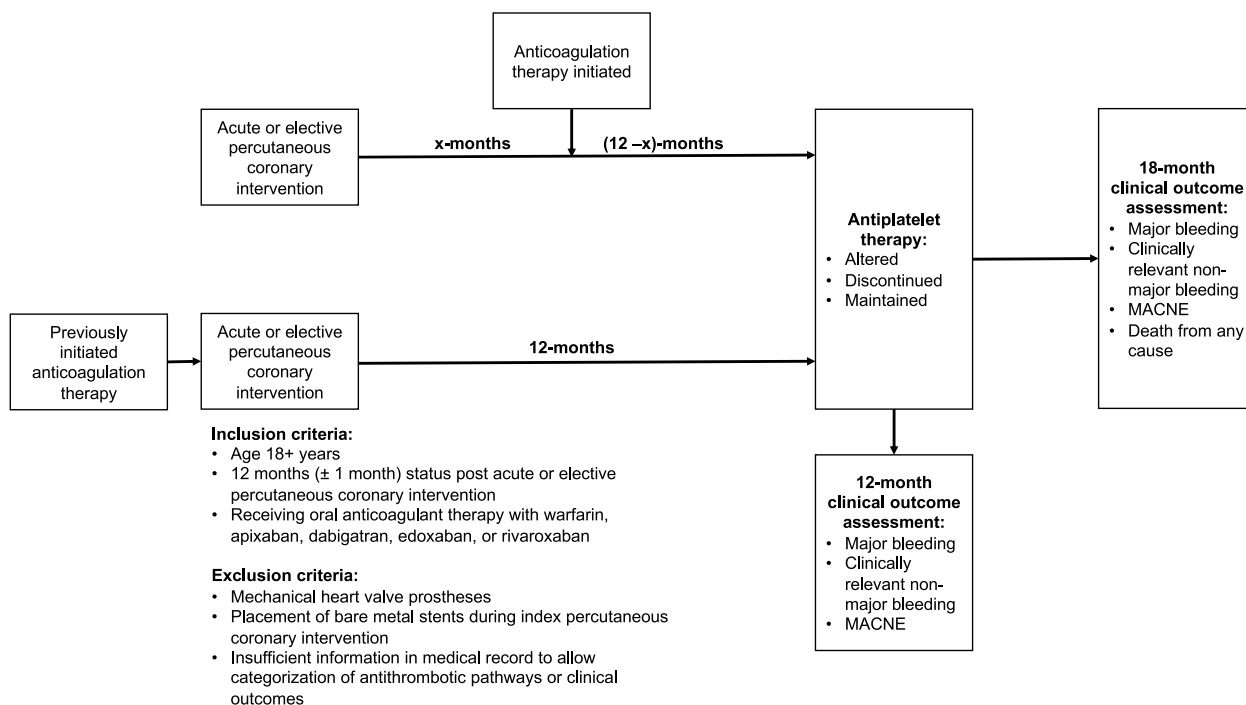 Anticoagulation
therapy initiated
Acute or elective
percutaneous
coronary
intervention
x-months
(12 –x)-months
Antiplatelet
therapy:
• Altered
• Discontinued
• Maintained
18-month
clinical outcome
assessment:
• Major bleeding
• Clinically
relevant non-
major bleeding
• MACNE
• Death from any
cause
Previously
initiated
anticoagulation
therapy
Acute or elective
percutaneous
coronary
intervention
12-months
Inclusion criteria:
• Age 18+ years
• 12 months (± 1 month) status post acute or elective
percutaneous coronary intervention
• Receiving oral anticoagulant therapy with warfarin,
apixaban, dabigatran, edoxaban, or rivaroxaban
Exclusion criteria:
• Mechanical heart valve prostheses
• Placement of bare metal stents during index percutaneous
coronary intervention
• Insufficient information in medical record to allow
categorization of antithrombotic pathways or clinical
outcomes
12-month
clinical outcome
assessment:
• Major bleeding
• Clinically
relevant non-
major bleeding
• MACNE